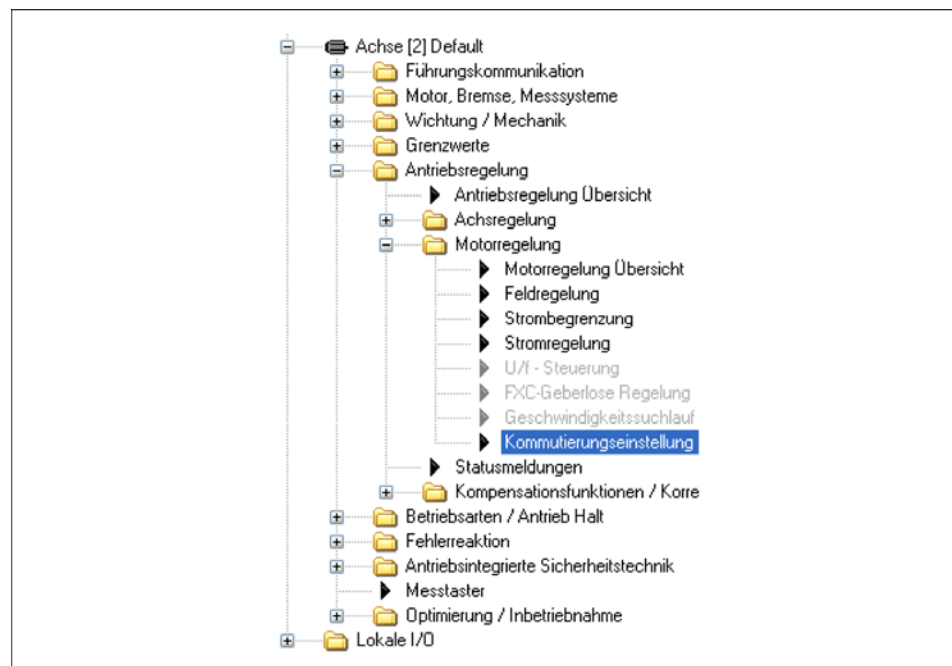 Achse [2] Default
Führungskommunikation
Motor, Bremse, Messsysteme
Wichtung / Mechanik
Grenzwerte
Antriebsregelung
Antriebsregelung Übersicht
Achsregelung
Motorregelung
Motorregelung Übersicht
Feldregelung
Strombegrenzung
Stromregelung
U/f - Steuerung
FXC-Geberlose Regelung
Geschwindigkeitssuchlauf
Kommutierungseinstellung
Statusmeldungen
Kompensationsfunktionen / Korre
Betriebsarten / Antrieb Halt
Fehlerreaktion
Antriebsintegrierte Sicherheitstechnik
Messtaster
Optimierung / Inbetriebnahme
Lokale I/O